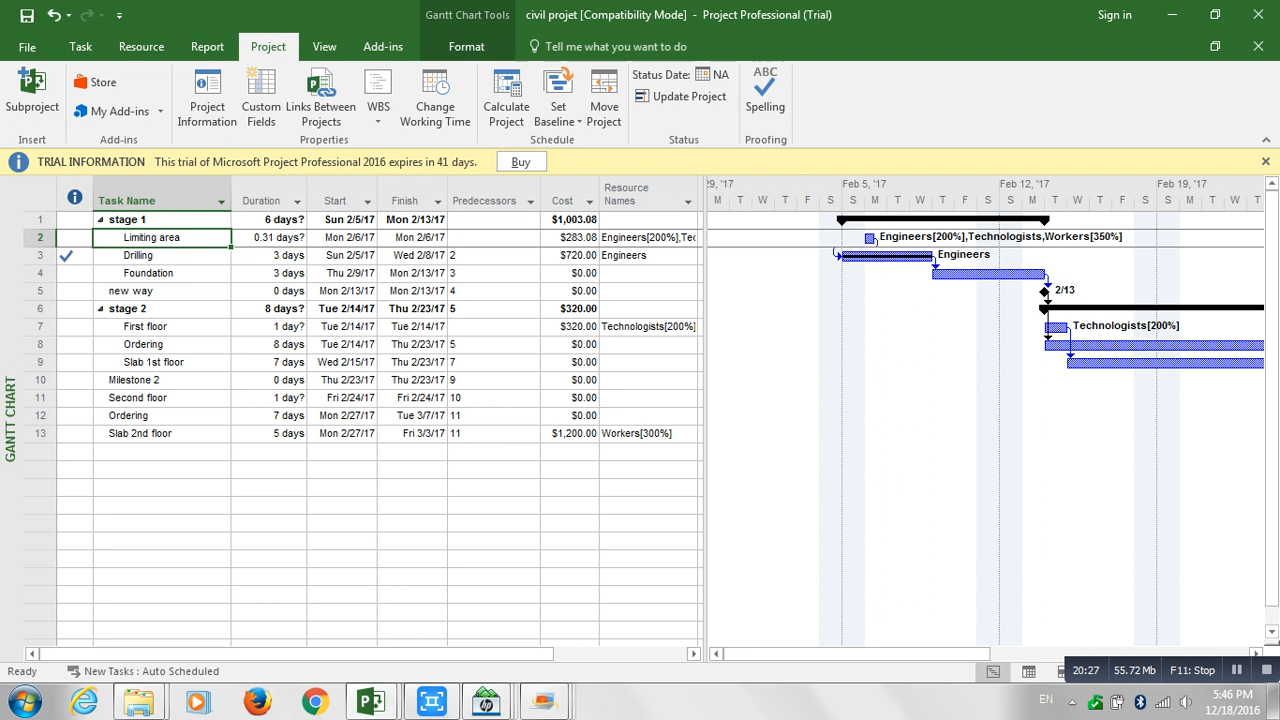 Gantt Chart Tools
civil projet [Compatibility Mode] - Project Professional (Trial)
Sign in
File Task Resource Report Project View Add-ins Format Tell me what you want to do
Subproject
Insert
Store
My Add-ins
Add-ins
Project Information
Custom Fields
Links Between Projects
WBS
Change Working Time
Properties
Calculate Project
Set Baseline
Move Project
Schedule
Status Date: NA
Update Project
Status
ABC
Spelling
Proofing
TRIAL INFORMATION This trial of Microsoft Project Professional 2016 expires in 41 days. Buy
Task Name Duration Start Finish Predecessors Cost Resource Names
29, '17 Feb 5, '17 Feb 12, '17 Feb 19, '17
M T W T F S S M T W T F S S M T W T F S S M T W T
1 stage 1 6 days? Sun 2/5/17 Mon 2/13/17 $1,003.08
2 Limiting area 0.31 days? Mon 2/6/17 Mon 2/6/17 $283.08 Engineers[200%],Tec Engineers[200%],Technologists,Workers[350%]
3 Drilling 3 days Sun 2/5/17 Wed 2/8/17 2 $720.00 Engineers Engineers
4 Foundation 3 days Thu 2/9/17 Mon 2/13/17 3 $0.00
5 new way 0 days Mon 2/13/17 Mon 2/13/17 4 $0.00 2/13
6 stage 2 8 days? Tue 2/14/17 Thu 2/23/17 5 $320.00
7 First floor 1 day? Tue 2/14/17 Tue 2/14/17 $320.00 Technologists[200%] Technologists[200%]
8 Ordering 8 days Tue 2/14/17 Thu 2/23/17 5 $0.00
9 Slab 1st floor 7 days Wed 2/15/17 Thu 2/23/17 7 $0.00
10 Milestone 2 0 days Thu 2/23/17 Thu 2/23/17 9 $0.00
11 Second floor 1 day? Fri 2/24/17 Fri 2/24/17 10 $0.00
12 Ordering 7 days Mon 2/27/17 Tue 3/7/17 11 $0.00
13 Slab 2nd floor 5 days Mon 2/27/17 Fri 3/3/17 11 $1,200.00 Workers[300%]
GANTT CHART
Ready New Tasks : Auto Scheduled
20:27 55.72 Mb F11: Stop
EN
5:46 PM
12/18/2016